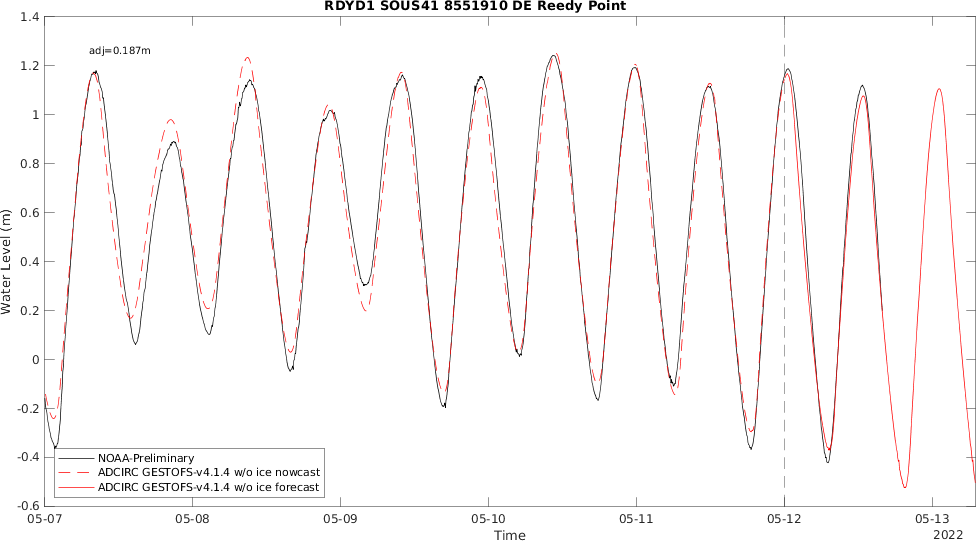 RDYD1 SOUS41 8551910 DE Reedy Point
1.4
adj=0.187m
1.2
1
0.8
0.6
0.4
0.2
0
-0.2
-0.4
-0.6
Water Level (m)
NOAA-Preliminary
ADCIRC GESTOFS-v4.1.4 w/o ice nowcast
ADCIRC GESTOFS-v4.1.4 w/o ice forecast
05-07 05-08 05-09 05-10 05-11 05-12 05-13
Time
2022